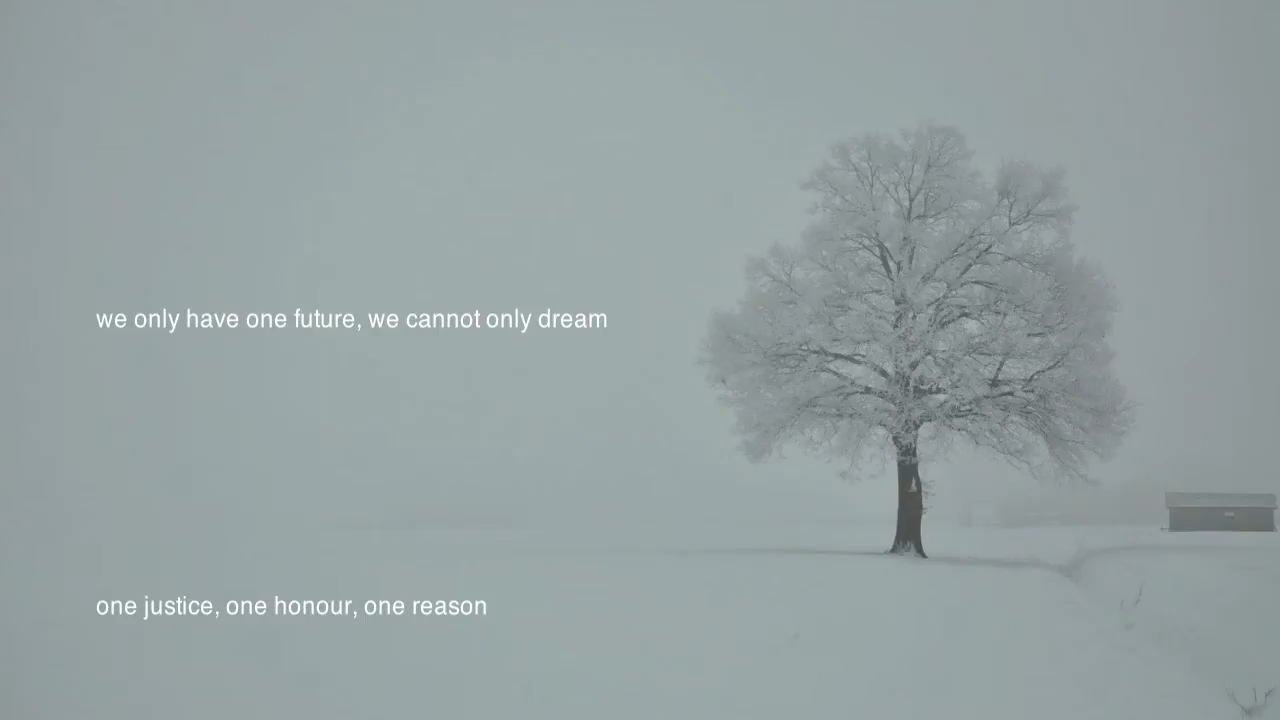 we only have one future, we cannot only dream
one justice, one honour, one reason